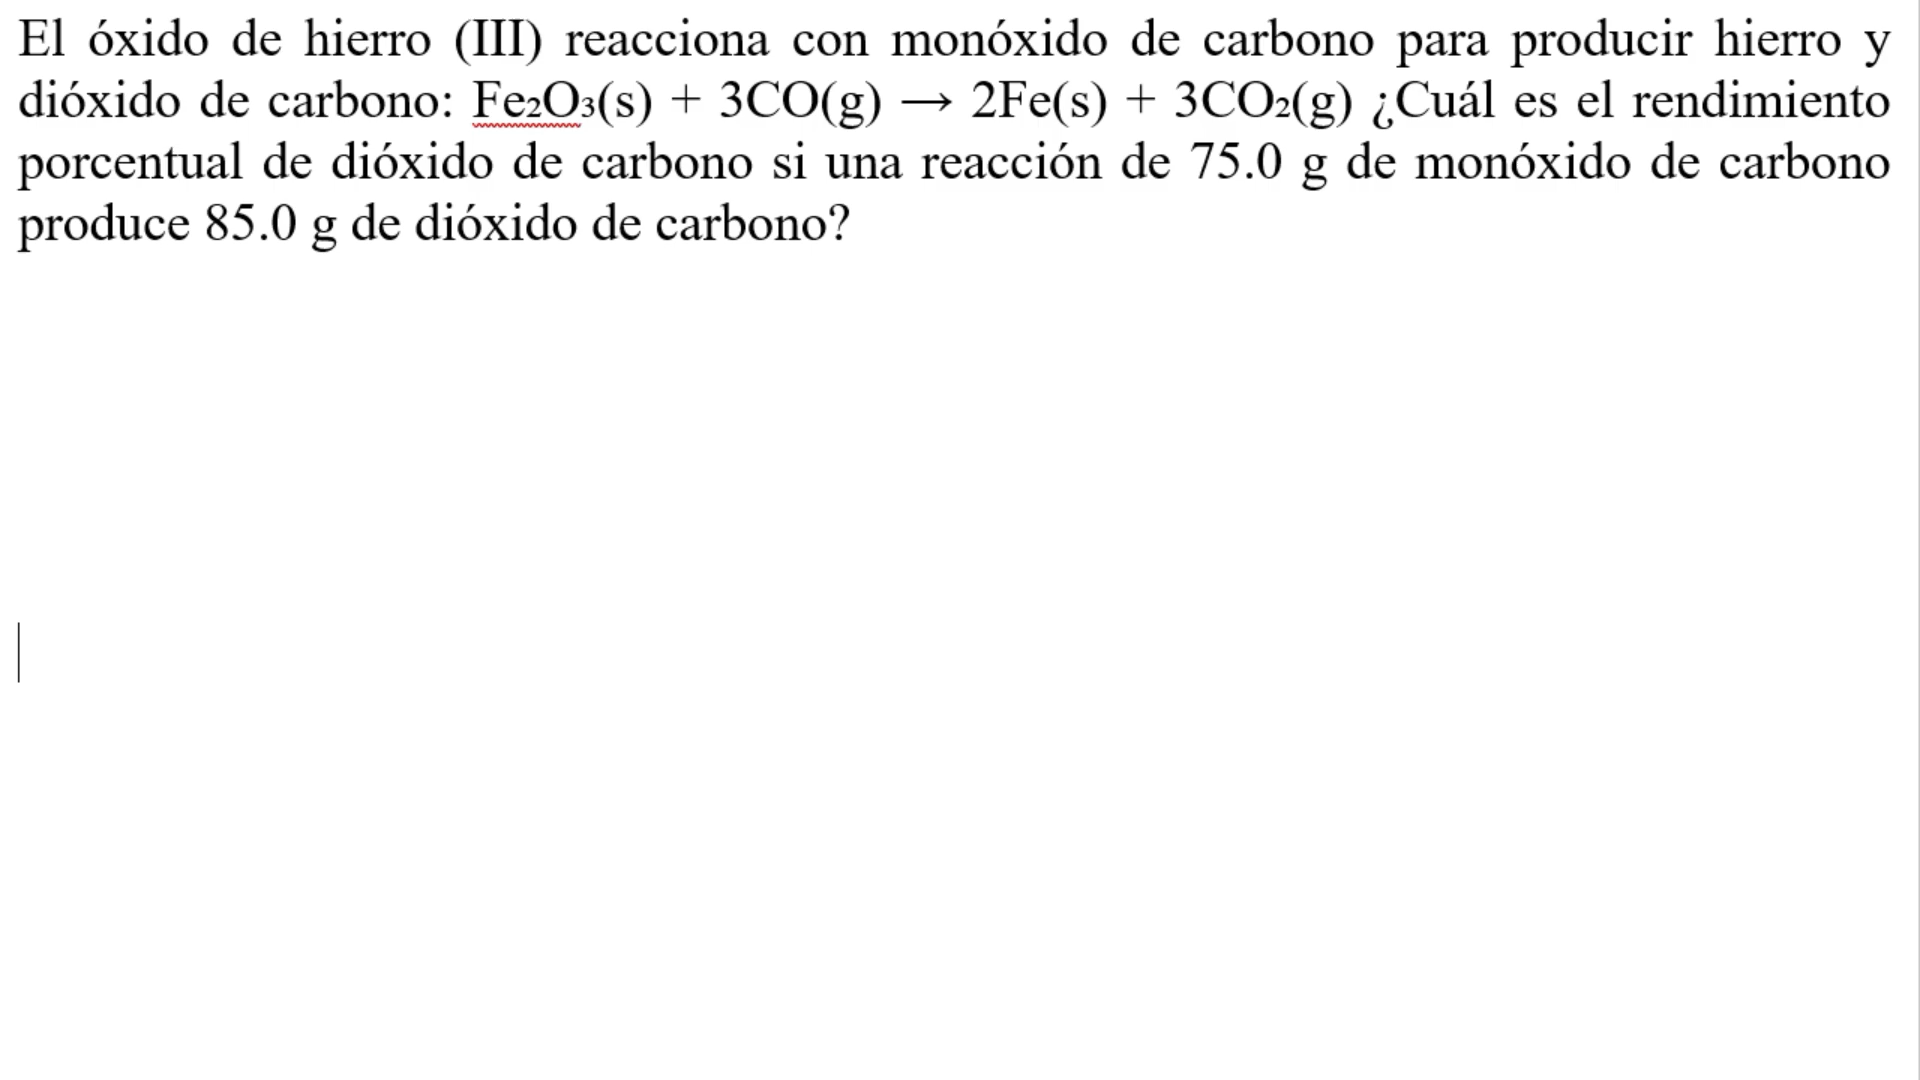 El óxido de hierro (III) reacciona con monóxido de carbono para producir hierro y
dióxido de carbono: Fe₂O₃(s) + 3CO(g) → 2Fe(s) + 3CO₂(g) ¿Cuál es el rendimiento
porcentual de dióxido de carbono si una reacción de 75.0 g de monóxido de carbono
produce 85.0 g de dióxido de carbono?